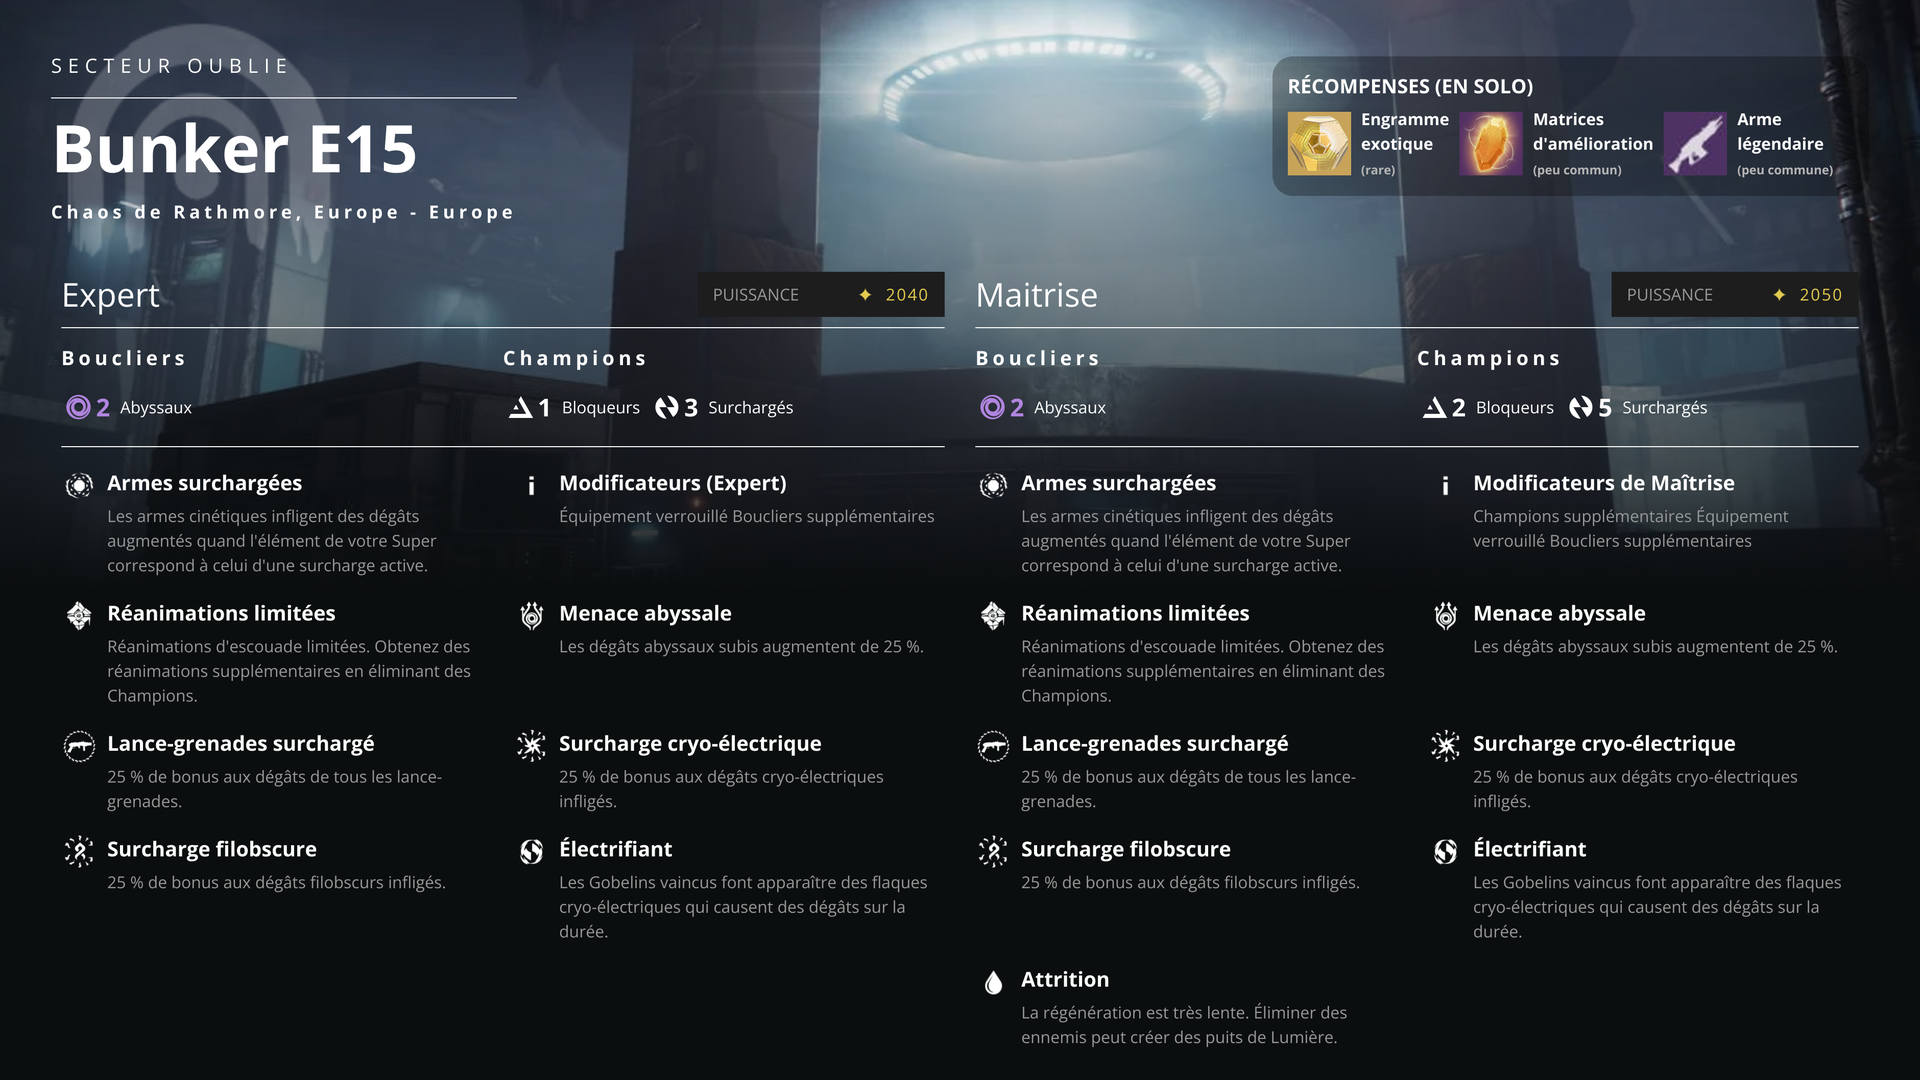 SECTEUR OUBLIE
Bunker E15
Chaos de Rathmore, Europe - Europe
RÉCOMPENSES (EN SOLO)
Engramme
exotique
(rare)
Matrices
d'amélioration
(peu commun)
Arme
légendaire
(peu commune)
Expert
PUISSANCE 2040
Boucliers
2 Abyssaux
Champions
1 Bloqueurs 3 Surchargés
Armes surchargées
Les armes cinétiques infligent des dégâts
augmentés quand l'élément de votre Super
correspond à celui d'une surcharge active.
Modificateurs (Expert)
Équipement verrouillé Boucliers supplémentaires
Réanimations limitées
Réanimations d'escouade limitées. Obtenez des
réanimations supplémentaires en éliminant des
Champions.
Menace abyssale
Les dégâts abyssaux subis augmentent de 25 %.
Lance-grenades surchargé
25 % de bonus aux dégâts de tous les lance-
grenades.
Surcharge cryo-électrique
25 % de bonus aux dégâts cryo-électriques
infligés.
Surcharge filobscure
25 % de bonus aux dégâts filobscurs infligés.
Électrifiant
Les Gobelins vaincus font apparaître des flaques
cryo-électriques qui causent des dégâts sur la
durée.
Maitrise
PUISSANCE 2050
Boucliers
2 Abyssaux
Champions
2 Bloqueurs 5 Surchargés
Armes surchargées
Les armes cinétiques infligent des dégâts
augmentés quand l'élément de votre Super
correspond à celui d'une surcharge active.
Modificateurs de Maîtrise
Champions supplémentaires Équipement
verrouillé Boucliers supplémentaires
Réanimations limitées
Réanimations d'escouade limitées. Obtenez des
réanimations supplémentaires en éliminant des
Champions.
Menace abyssale
Les dégâts abyssaux subis augmentent de 25 %.
Lance-grenades surchargé
25 % de bonus aux dégâts de tous les lance-
grenades.
Surcharge cryo-électrique
25 % de bonus aux dégâts cryo-électriques
infligés.
Surcharge filobscure
25 % de bonus aux dégâts filobscurs infligés.
Électrifiant
Les Gobelins vaincus font apparaître des flaques
cryo-électriques qui causent des dégâts sur la
durée.
Attrition
La régénération est très lente. Éliminer des
ennemis peut créer des puits de Lumière.